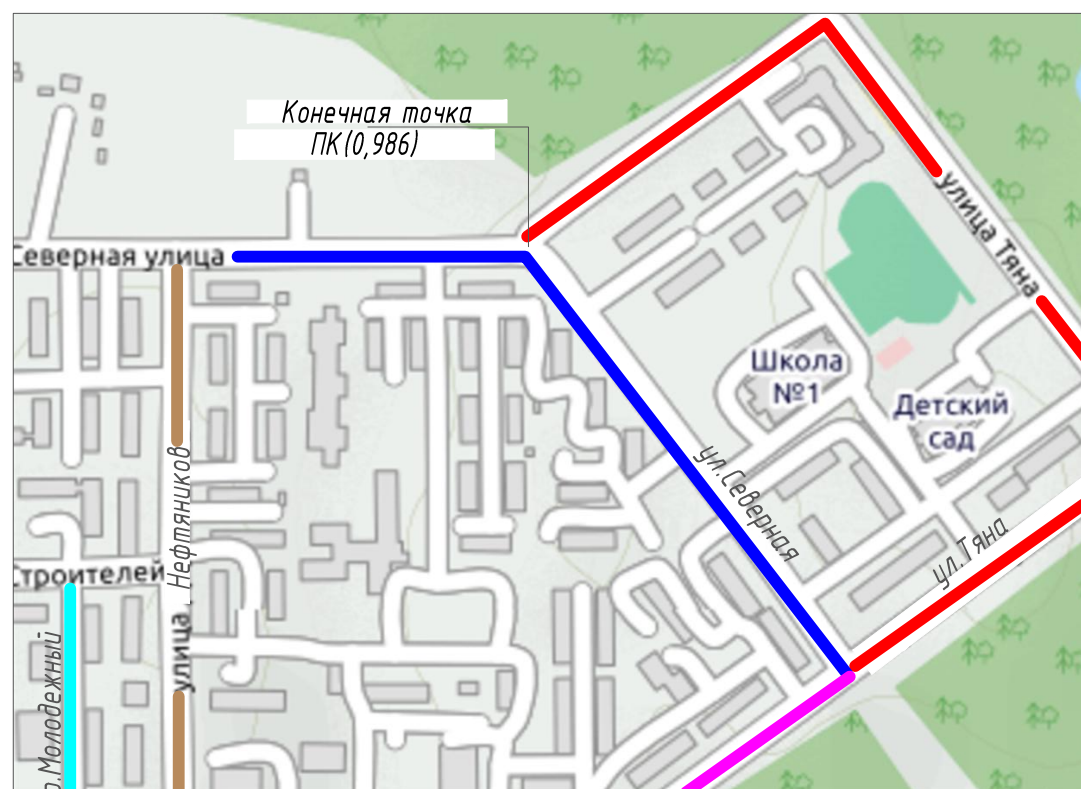 Конечная точка
ПК(0,986)
Северная улица
улица Тяна
Школа
№1
Детский
сад
ул.Северная
ул.Тяна
улица Нефтяников
Строителей
р.Молодежный